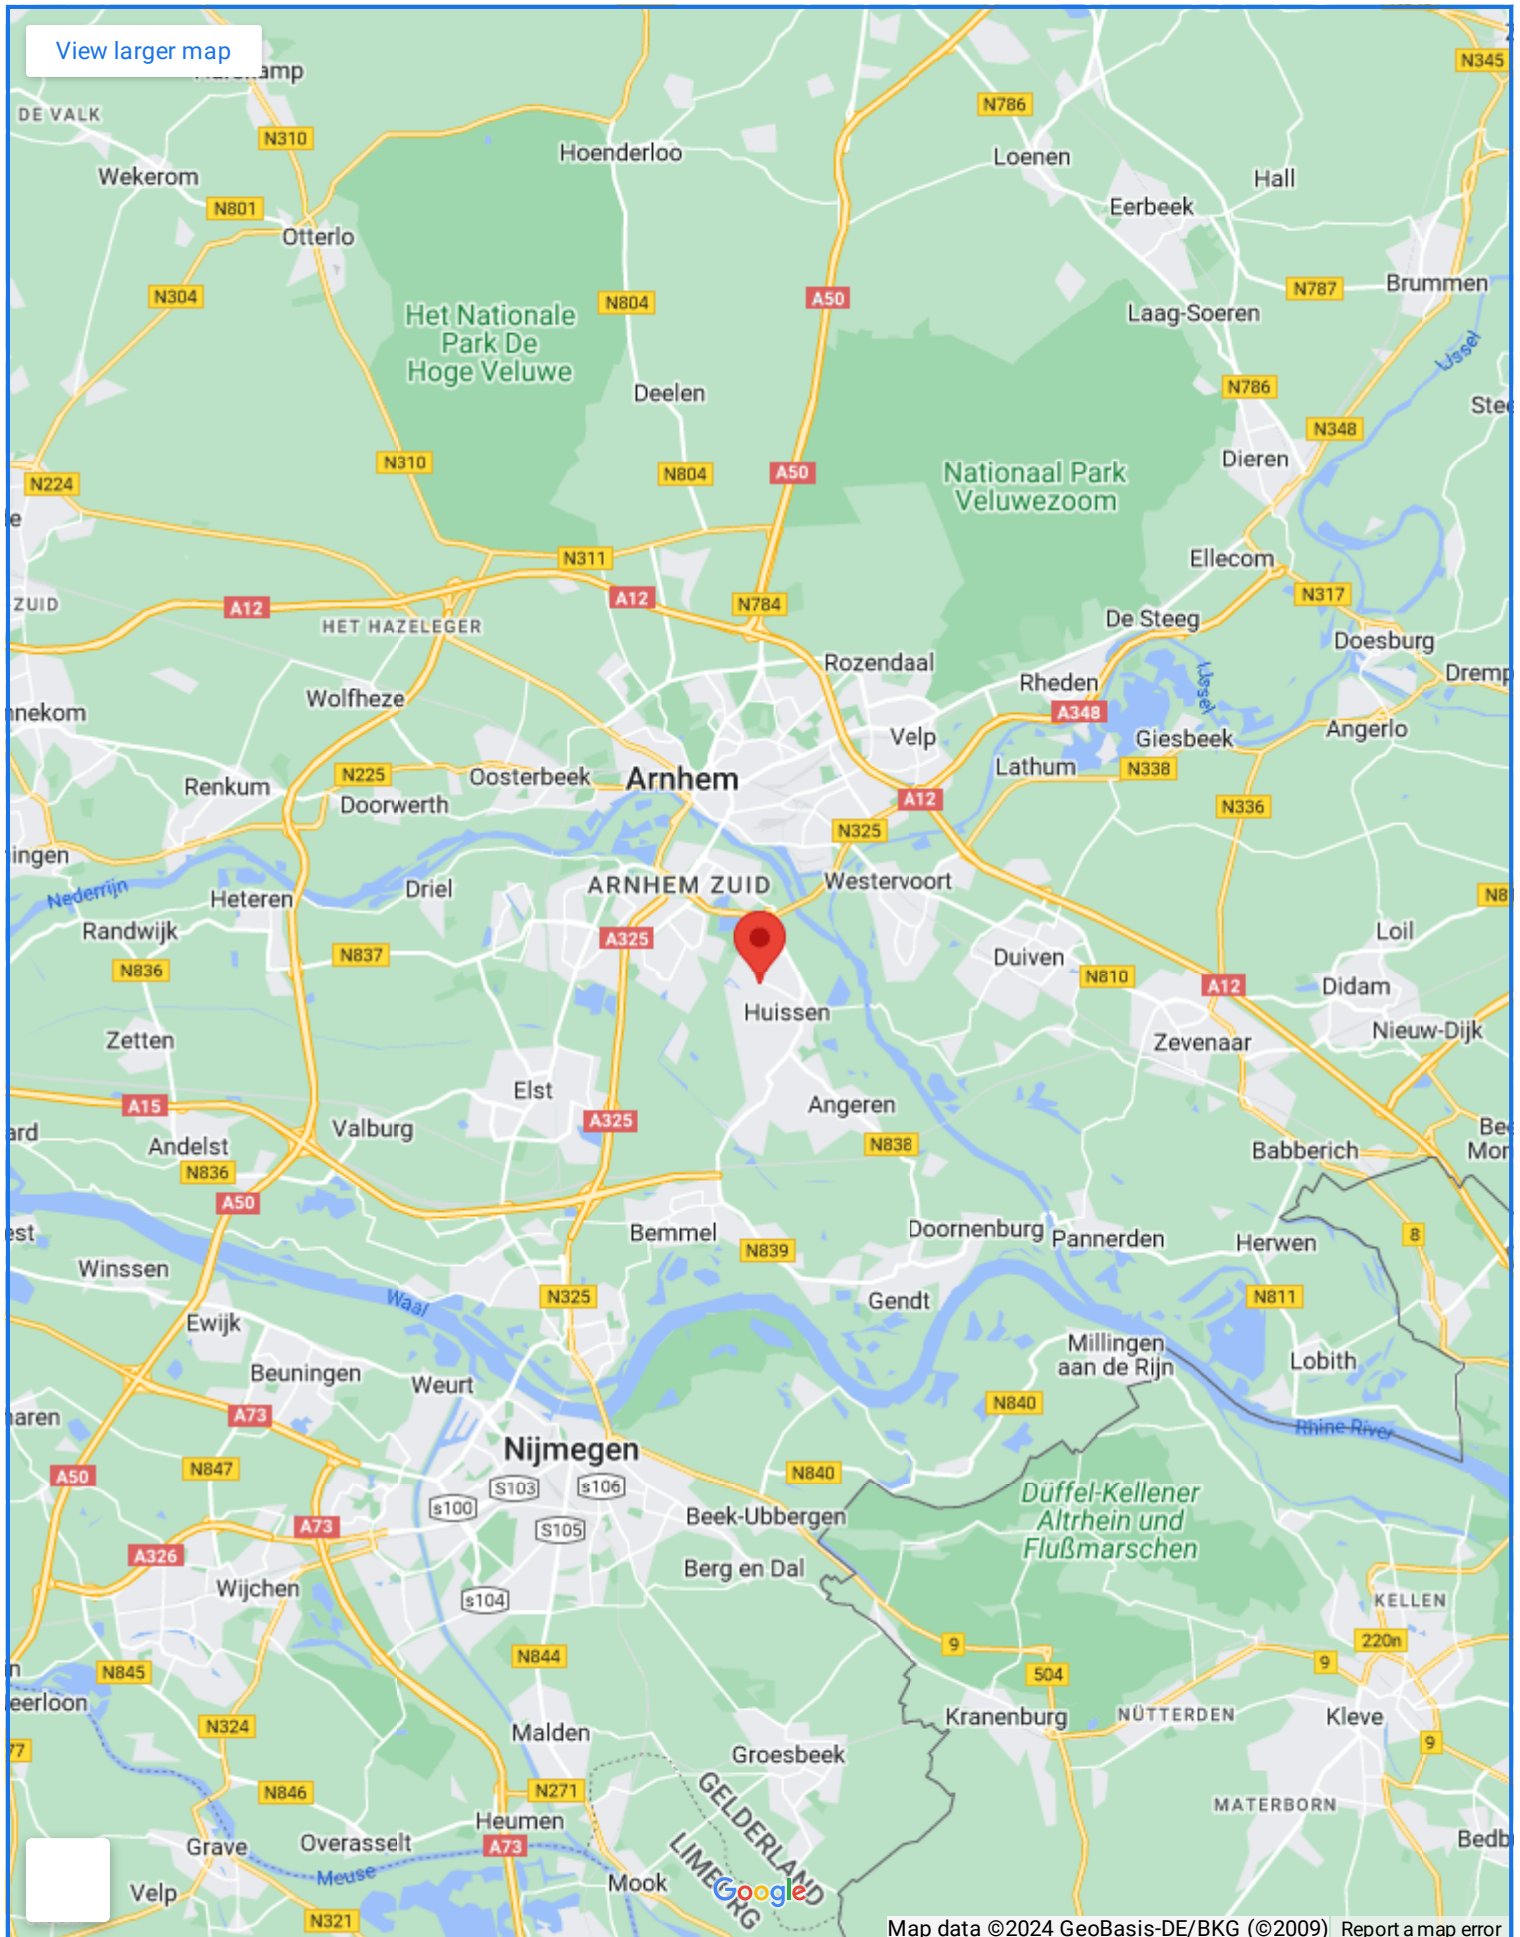 View larger map
N345
DE VALK
N786
N310
Hoenderloo
Loenen
Wekerom
Hall
N801
Eerbeek
Otterlo
N304
N804
A50
N787
Brummen
Het Nationale
Park De
Hoge Veluwe
Laag-Soeren
IJssel
Deelen
N786
N348
N310
N804
A50
Nationaal Park
Veluwezoom
Dieren
N224
N311
Ellecom
A12
A12
N784
N317
ZUID
HET HAZELEGER
De Steeg
Doesburg
Rozendaal
Rheden
IJssel
Wolfheze
A348
Velp
Giesbeek
Angerlo
Renkum
N225
Oosterbeek
Arnhem
Lathum
N338
Doorwerth
A12
N336
N325
Nederrijn
Heteren
Driel
ARNHEM ZUID
Westervoort
Randwijk
A325
Loil
N836
N837
Duiven
N810
A12
Didam
Huissen
Zetten
Zevenaar
Nieuw-Dijk
Elst
Angeren
A15
A325
Andelst
Valburg
N838
Babberich
N836
A50
Bemmel
Doornenburg
Pannerden
Herwen
8
N839
Winssen
Waal
N325
Gendt
N811
Ewijk
Millingen
aan de Rijn
Lobith
Beuningen
Weurt
N840
A73
Rhine River
Nijmegen
A50
N847
S103
s106
N840
s100
Düffel-Kellener
Altrhein und
Flußmarschen
A73
S105
Beek-Ubbergen
A326
Berg en Dal
Wijchen
s104
KELLEN
N844
9
220n
N845
504
9
N324
Malden
Kranenburg
NÜTTERDEN
Kleve
Groesbeek
9
N846
N271
GELDERLAND
MATERBORN
Heumen
Grave
Overasselt
A73
LIMBURG
Meuse
Mook
Velp
Google
N321
Map data ©2024 GeoBasis-DE/BKG (©2009)
Report a map error